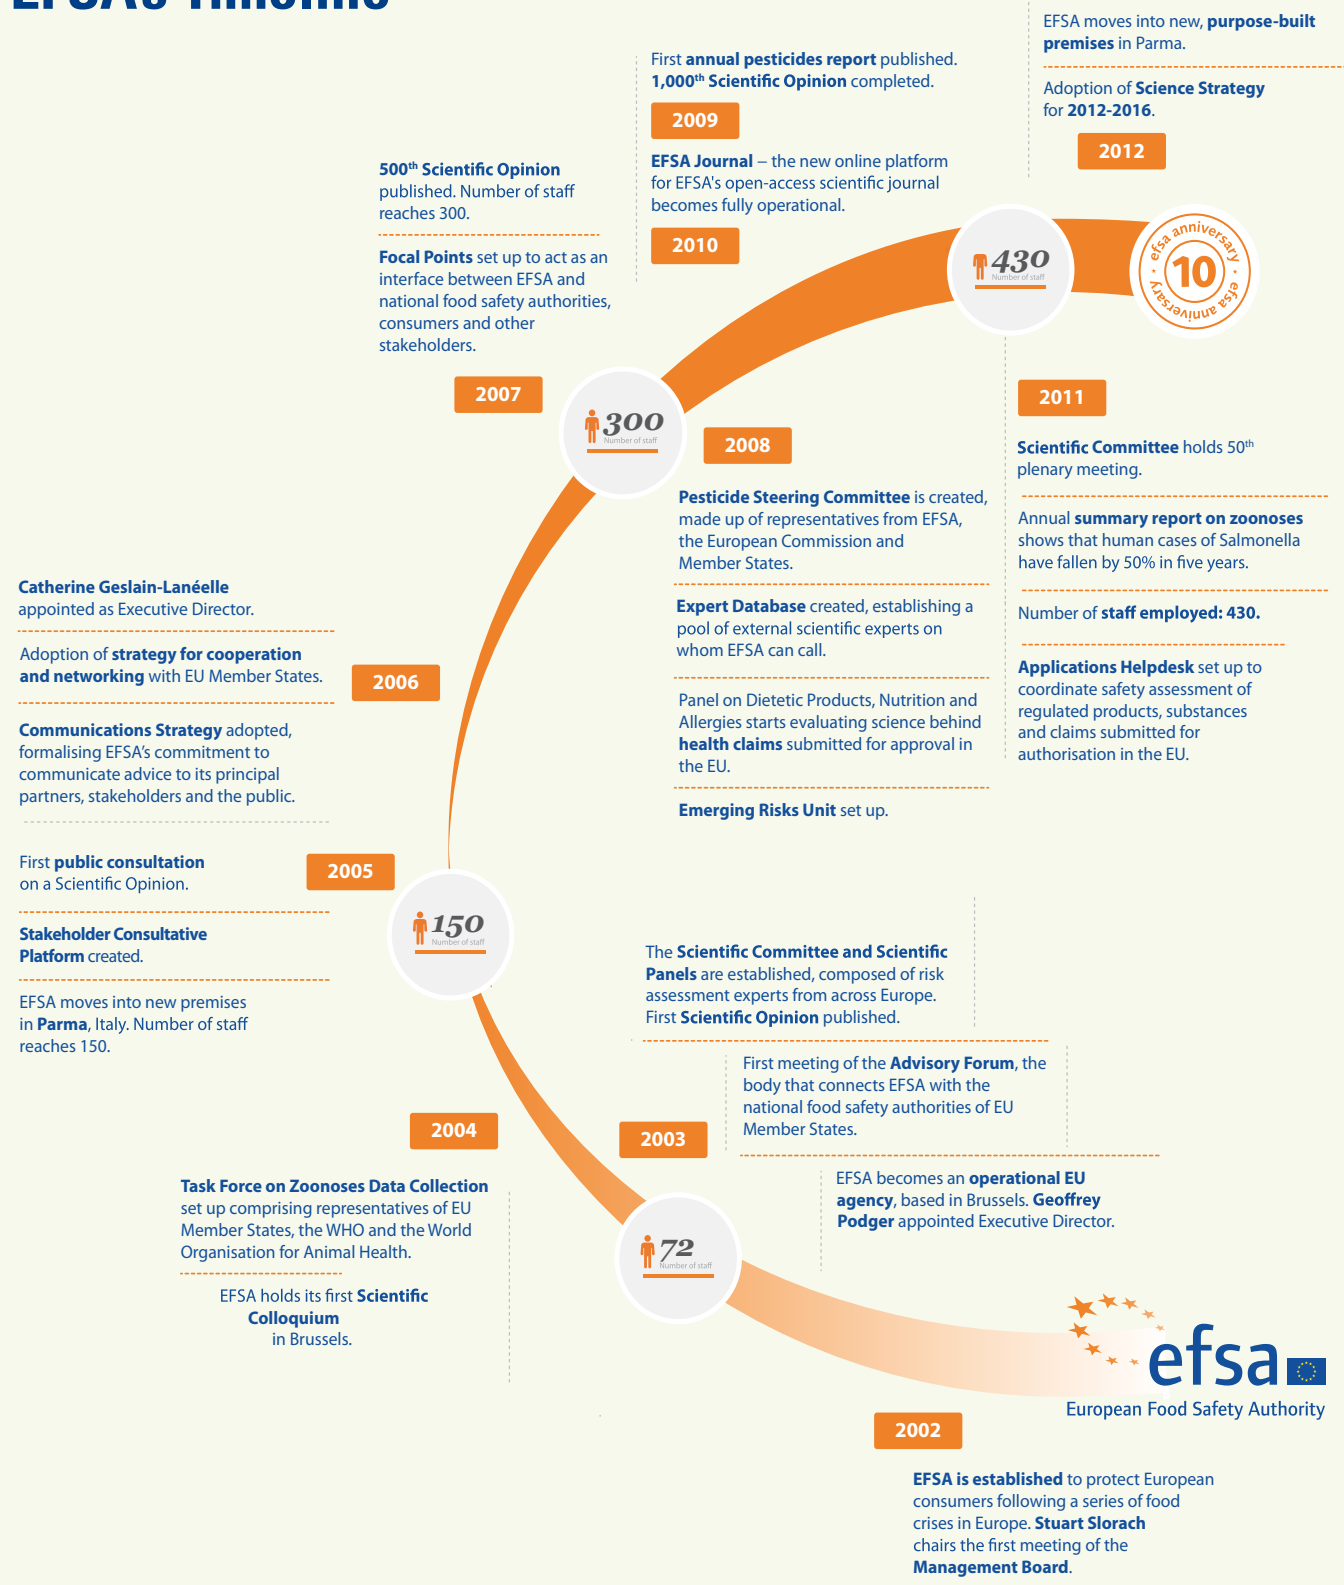 EFSA's Timeline
EFSA moves into new, purpose-built
premises in Parma.
Adoption of Science Strategy
for 2012-2016.
2012
First annual pesticides report published.
1,000th Scientific Opinion completed.
2009
EFSA Journal – the new online platform
for EFSA's open-access scientific journal
becomes fully operational.
2010
500th Scientific Opinion
published. Number of staff
reaches 300.
Focal Points set up to act as an
interface between EFSA and
national food safety authorities,
consumers and other
stakeholders.
2007
430
Number of staff
efsa anniversary • efsa anniversary •
10
300
Number of staff
2011
Scientific Committee holds 50th
plenary meeting.
Annual summary report on zoonoses
shows that human cases of Salmonella
have fallen by 50% in five years.
Number of staff employed: 430.
Applications Helpdesk set up to
coordinate safety assessment of
regulated products, substances
and claims submitted for
authorisation in the EU.
2008
Pesticide Steering Committee is created,
made up of representatives from EFSA,
the European Commission and
Member States.
Expert Database created, establishing a
pool of external scientific experts on
whom EFSA can call.
Panel on Dietetic Products, Nutrition and
Allergies starts evaluating science behind
health claims submitted for approval in
the EU.
Emerging Risks Unit set up.
Catherine Geslain-Lanéelle
appointed as Executive Director.
Adoption of strategy for cooperation
and networking with EU Member States.
2006
Communications Strategy adopted,
formalising EFSA's commitment to
communicate advice to its principal
partners, stakeholders and the public.
First public consultation
on a Scientific Opinion.
2005
Stakeholder Consultative
Platform created.
EFSA moves into new premises
in Parma, Italy. Number of staff
reaches 150.
150
Number of staff
The Scientific Committee and Scientific
Panels are established, composed of risk
assessment experts from across Europe.
First Scientific Opinion published.
First meeting of the Advisory Forum, the
body that connects EFSA with the
national food safety authorities of EU
Member States.
2003
EFSA becomes an operational EU
agency, based in Brussels. Geoffrey
Podger appointed Executive Director.
2004
Task Force on Zoonoses Data Collection
set up comprising representatives of EU
Member States, the WHO and the World
Organisation for Animal Health.
EFSA holds its first Scientific
Colloquium
in Brussels.
72
Number of staff
efsa
European Food Safety Authority
2002
EFSA is established to protect European
consumers following a series of food
crises in Europe. Stuart Slorach
chairs the first meeting of the
Management Board.